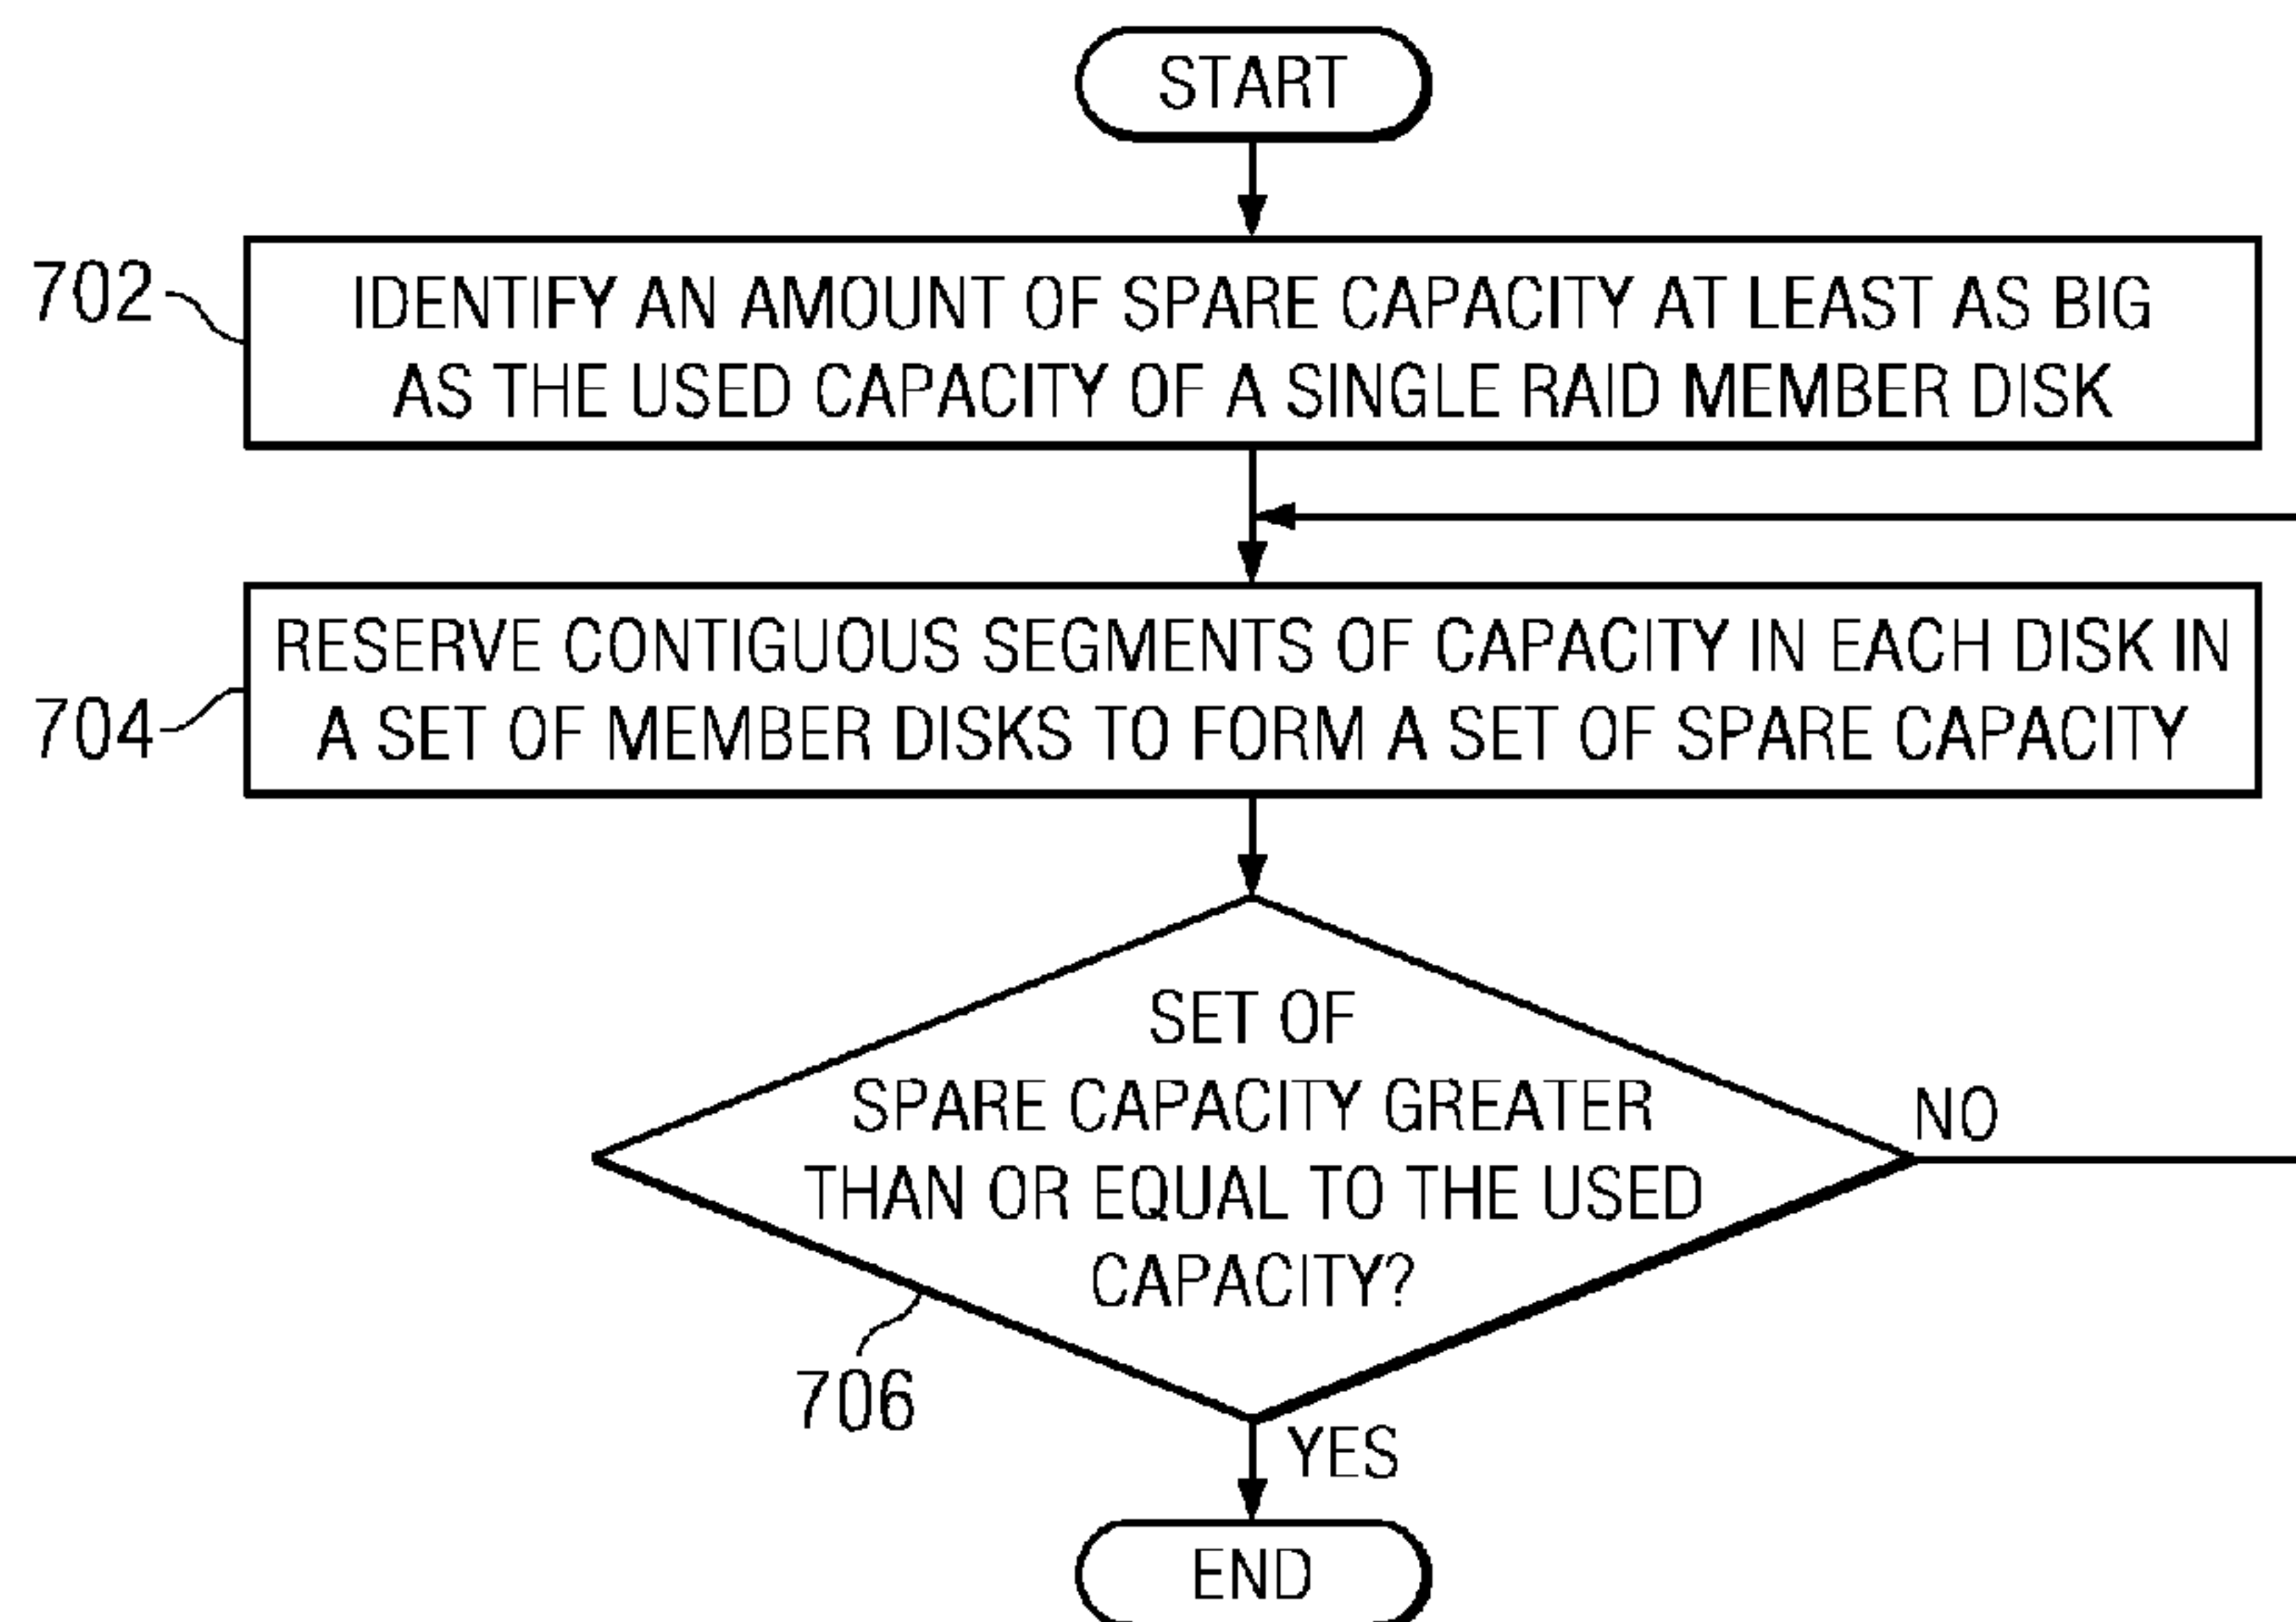 START
702
IDENTIFY AN AMOUNT OF SPARE CAPACITY AT LEAST AS BIG
AS THE USED CAPACITY OF A SINGLE RAID MEMBER DISK
RESERVE CONTIGUOUS SEGMENTS OF CAPACITY IN EACH DISK IN
704
A SET OF MEMBER DISKS TO FORM A SET OF SPARE CAPACITY
SET OF
SPARE CAPACITY GREATER
THAN OR EQUAL TO THE USED
CAPACITY?
NO
706
YES
END